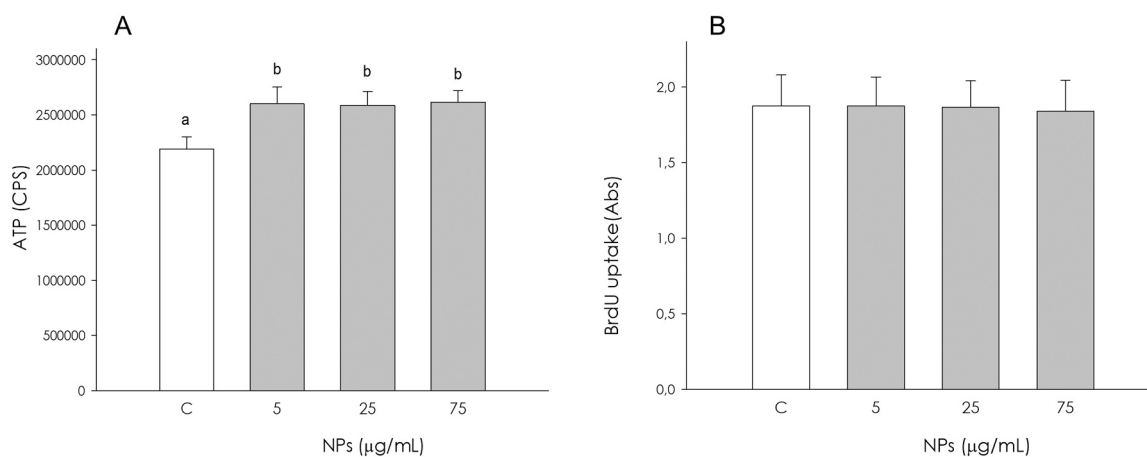 A
3000000
2500000
2000000
1500000
1000000
500000
0
ATP (CPS)
a
b
b
b
C 5 25 75
NPs (μg/mL)
B
2,0
1,5
1,0
0,5
0,0
BrdU uptake(Abs)
C 5 25 75
NPs (μg/mL)